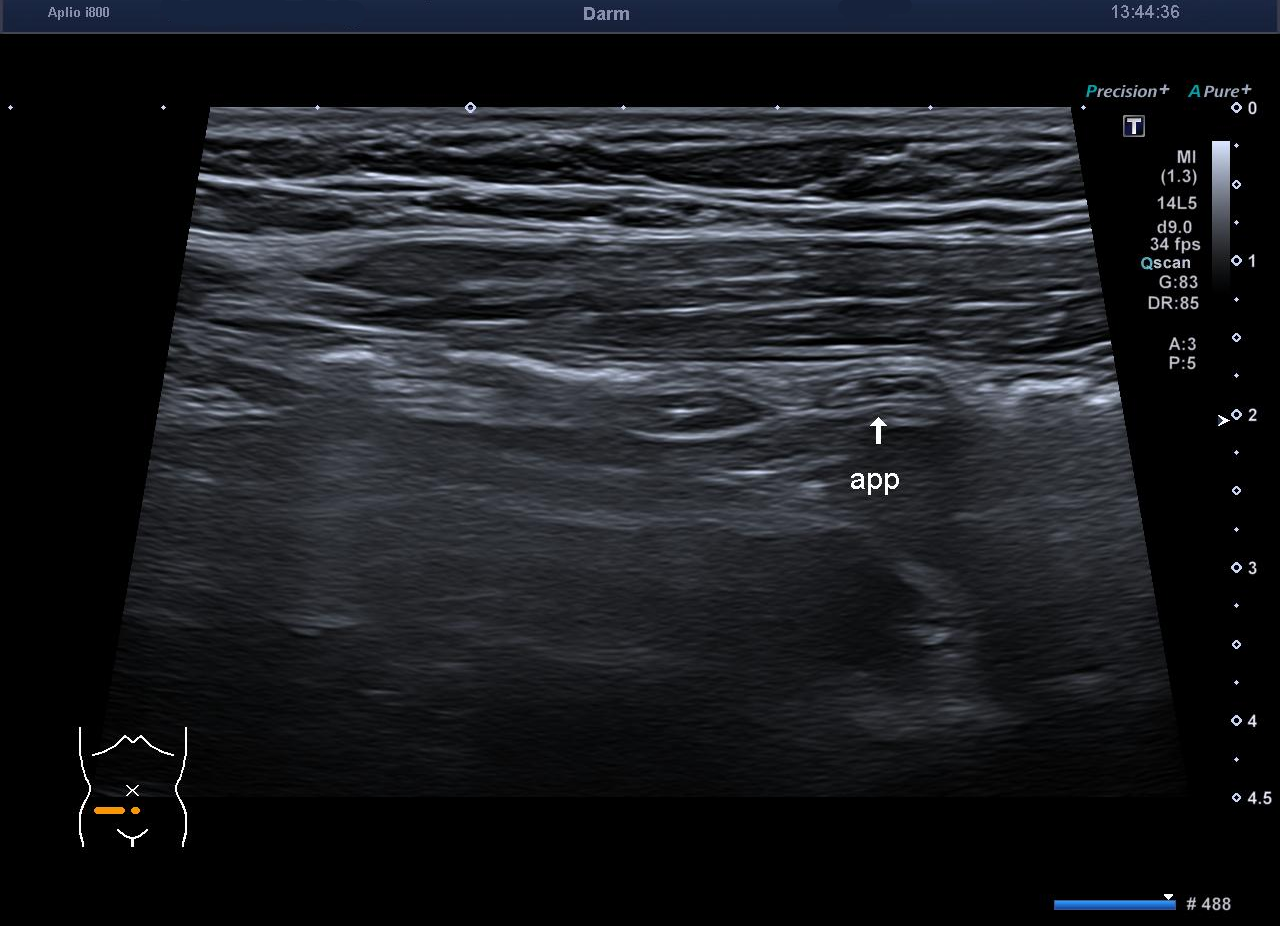 Aplio i800 Darm 13:44:36
Precision+ A Pure+
0
T
MI
(1.3)
14L5
d9.0
34 fps
Qscan
1
G:83
DR:85
A:3
P:5
2
app
3
4
4.5
# 488